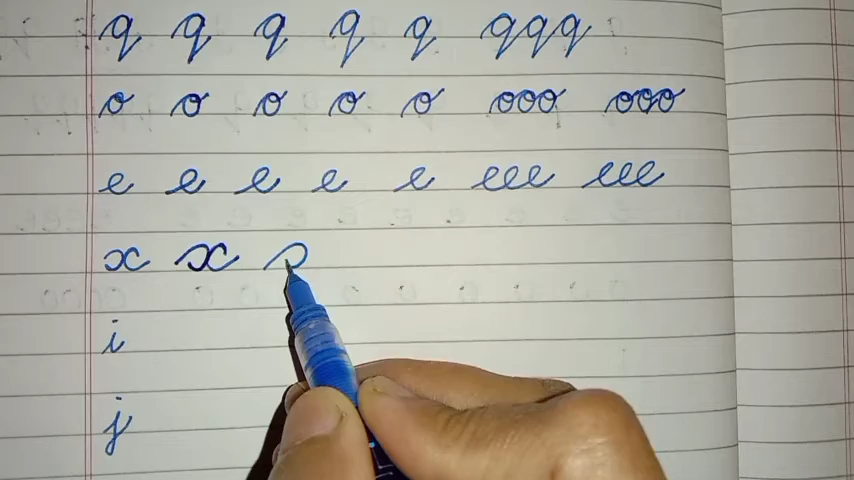 q q q q q qqq
o o o o o ooo ooo
e e e e e eee eee
x x
i
j